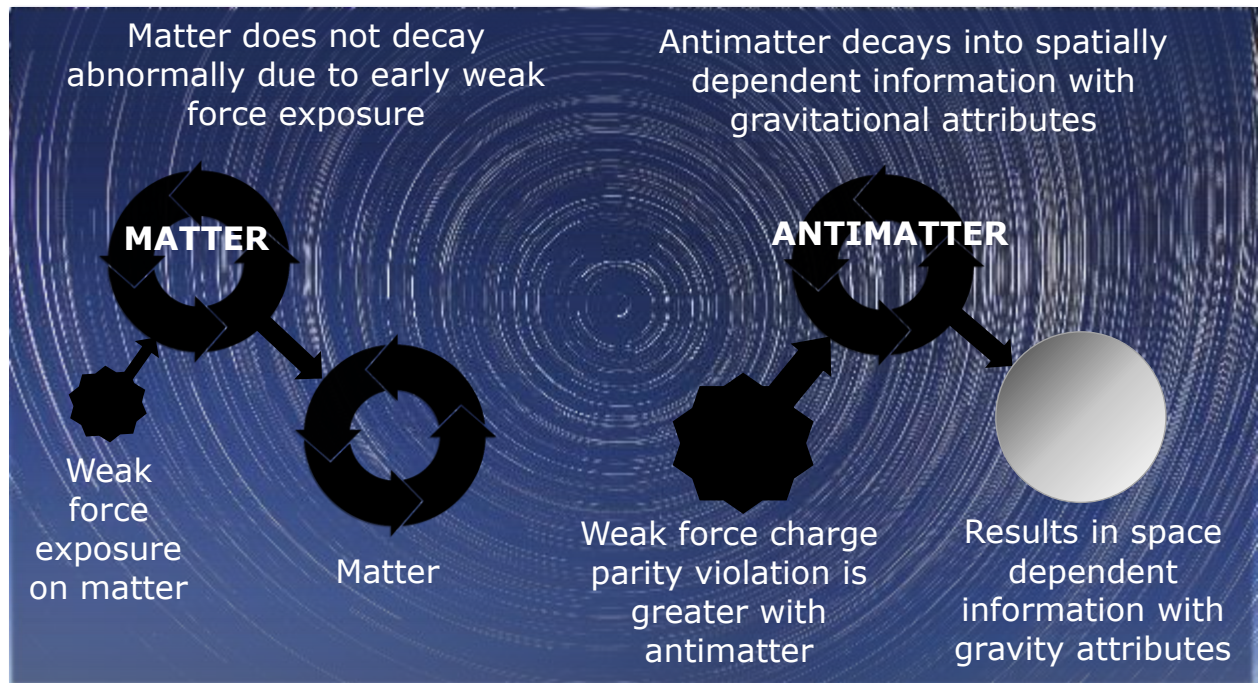 Matter does not decay
abnormally due to early weak
force exposure
Antimatter decays into spatially
dependent information with
gravitational attributes
MATTER
ANTIMATTER
Weak
force
exposure
on matter
Matter
Weak force charge
parity violation is
greater with
antimatter
Results in space
dependent
information with
gravity attributes